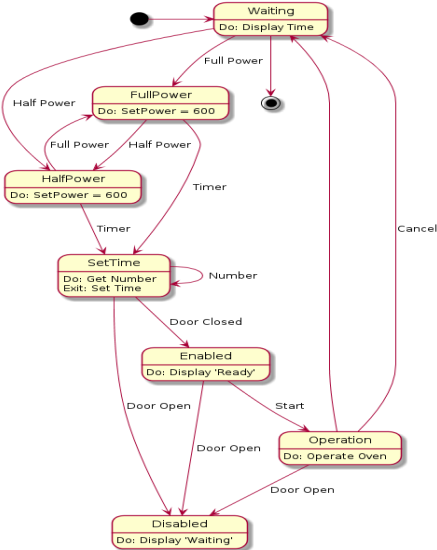 Waiting
Do: Display Time
Full Power
FullPower
Do: SetPower = 600
Half Power
Full Power
Half Power
HalfPower
Do: SetPower = 600
Timer
Timer
Cancel
SetTime
Do: Get Number
Exit: Set Time
Number
Door Closed
Enabled
Do: Display 'Ready'
Door Open
Start
Operation
Do: Operate Oven
Door Open
Door Open
Disabled
Do: Display 'Waiting'